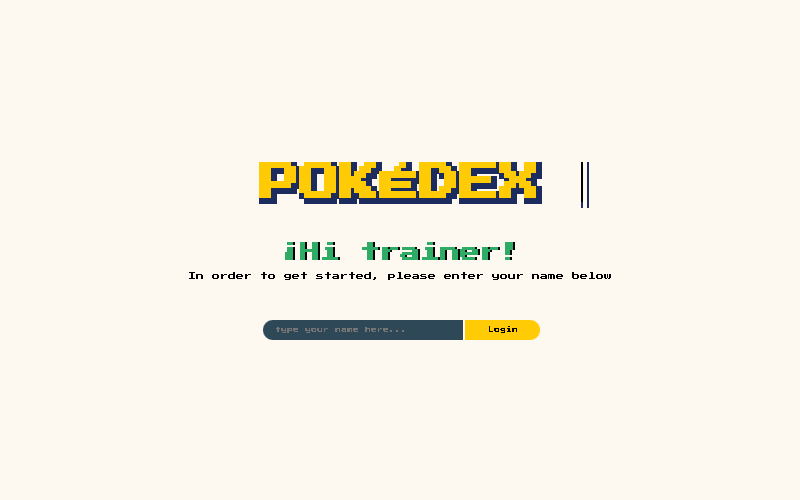 POKéDEX
¡Hi trainer!
In order to get started, please enter your name below
type your name here...
Login